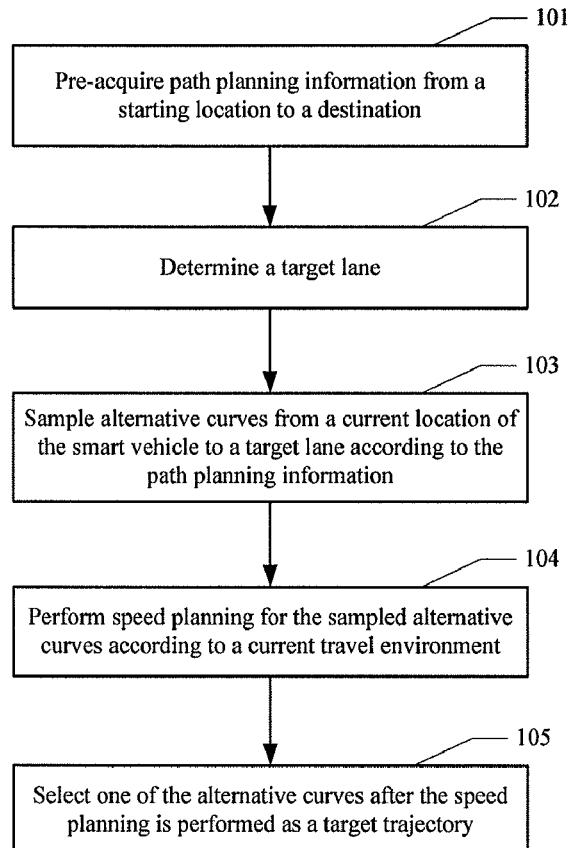 101
Pre-acquire path planning information from a
starting location to a destination
102
Determine a target lane
103
Sample alternative curves from a current location of
the smart vehicle to a target lane according to the
path planning information
104
Perform speed planning for the sampled alternative
curves according to a current travel environment
105
Select one of the alternative curves after the speed
planning is performed as a target trajectory